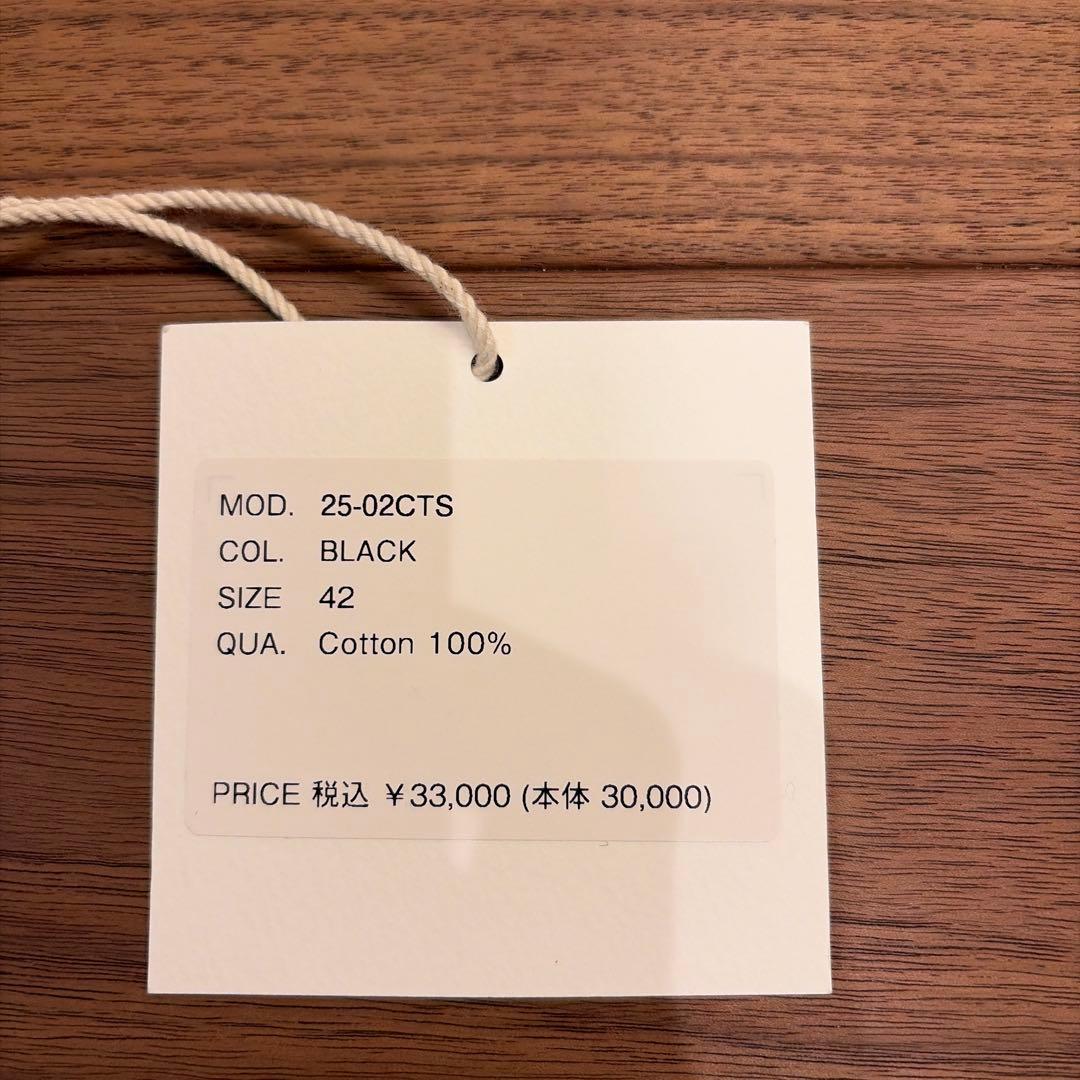 MOD. 25-02CTS
COL. BLACK
SIZE 42
QUA. Cotton 100%
PRICE 税込 ¥33,000 (本体 30,000)